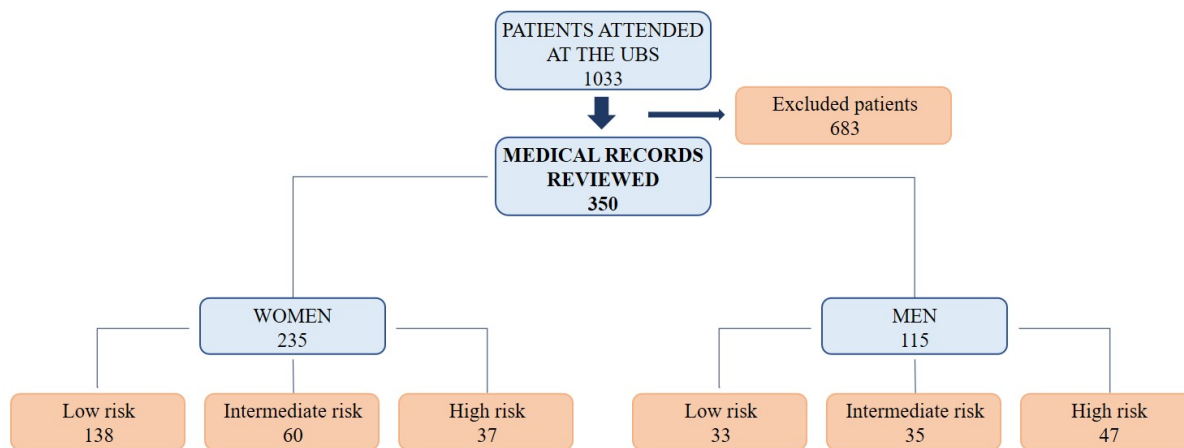 PATIENTS ATTENDED
AT THE UBS
1033
Excluded patients
683
MEDICAL RECORDS
REVIEWED
350
WOMEN
235
MEN
115
Low risk
138
Intermediate risk
60
High risk
37
Low risk
33
Intermediate risk
35
High risk
47